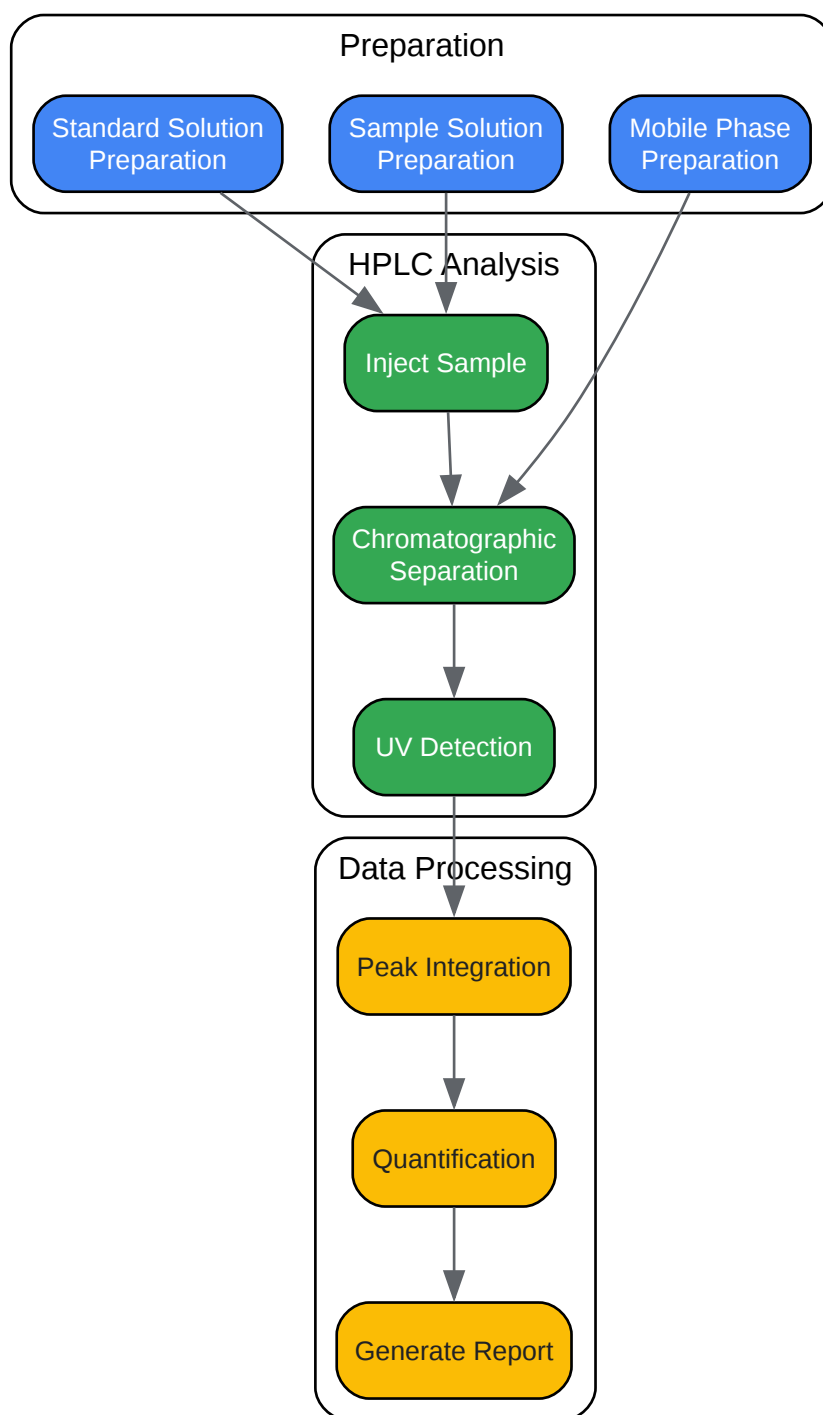 Preparation
Standard Solution
Preparation
Sample Solution
Preparation
Mobile Phase
Preparation
HPLC Analysis
Inject Sample
Chromatographic
Separation
UV Detection
Data Processing
Peak Integration
Quantification
Generate Report